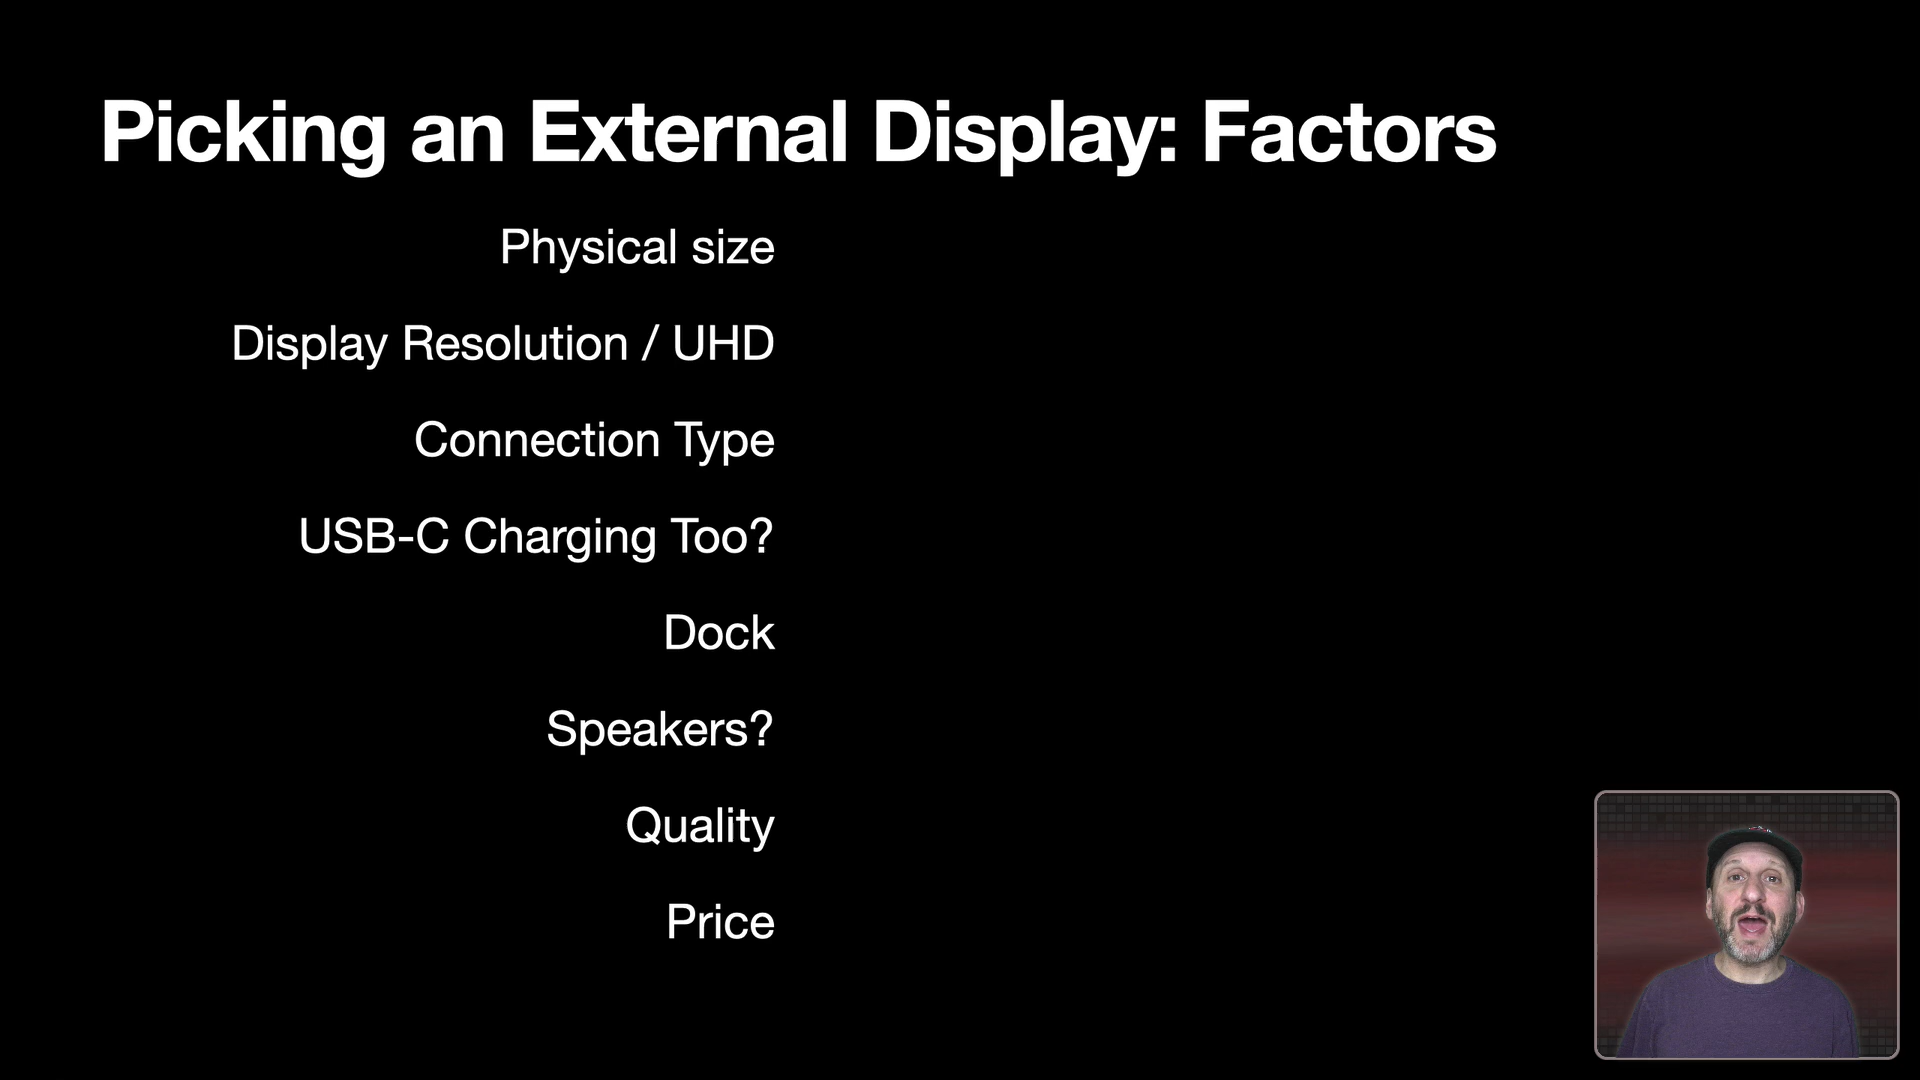 Picking an External Display: Factors
Physical size
Display Resolution / UHD
Connection Type
USB-C Charging Too?
Dock
Speakers?
Quality
Price